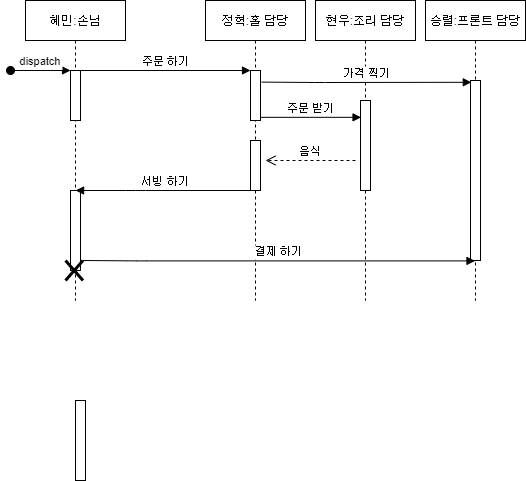 혜민:손님
정혁:홀 담당
현우:조리 담당
승렬:프론트 담당
dispatch
주문 하기
가격 찍기
주문 받기
음식
서빙 하기
결제 하기